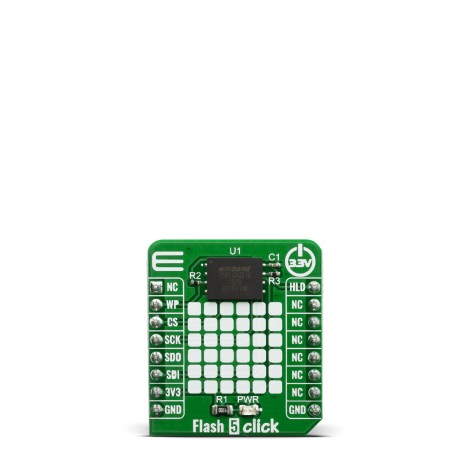 U1
C1
3.3V
R2
R3
NC
HLD
WP
NC
CS
NC
SCK
NC
SDO
NC
SDI
NC
3V3
NC
GND
GND
R1
PWR
Flash 5 click